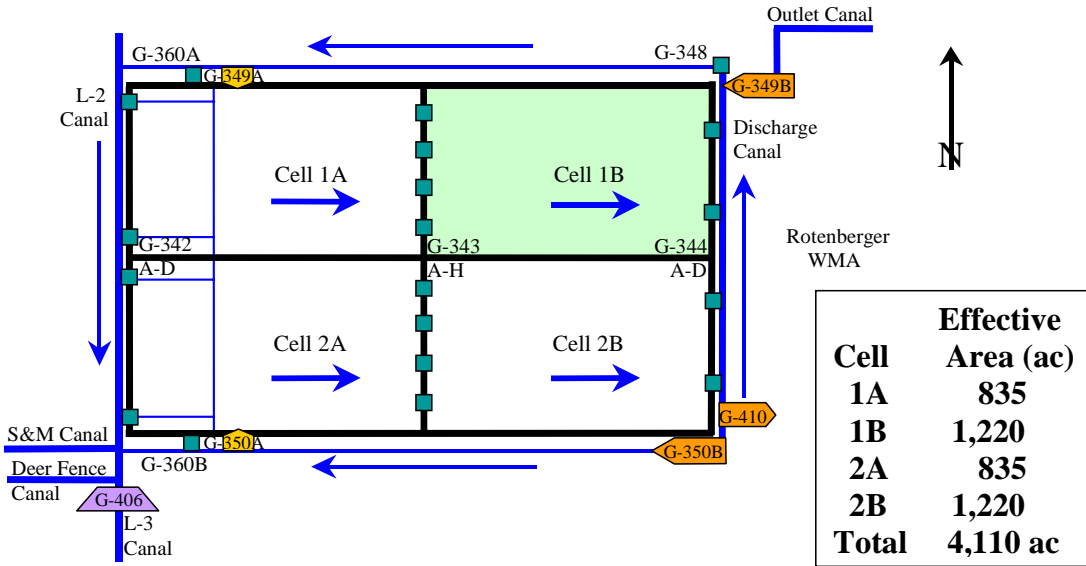 Outlet Canal
G-360A
G-348
G-349A
G-349B
L-2
Canal
Discharge
Canal
N
Cell 1A
Cell 1B
G-342
A-D
G-343
A-H
G-344
A-D
Rotenberger
WMA
Cell 2A
Cell 2B
G-410
S&M Canal
G-350A
G-350B
G-360B
Deer Fence
Canal
G-406
L-3
Canal
Effective
Cell Area (ac)
1A 835
1B 1,220
2A 835
2B 1,220
Total 4,110 ac